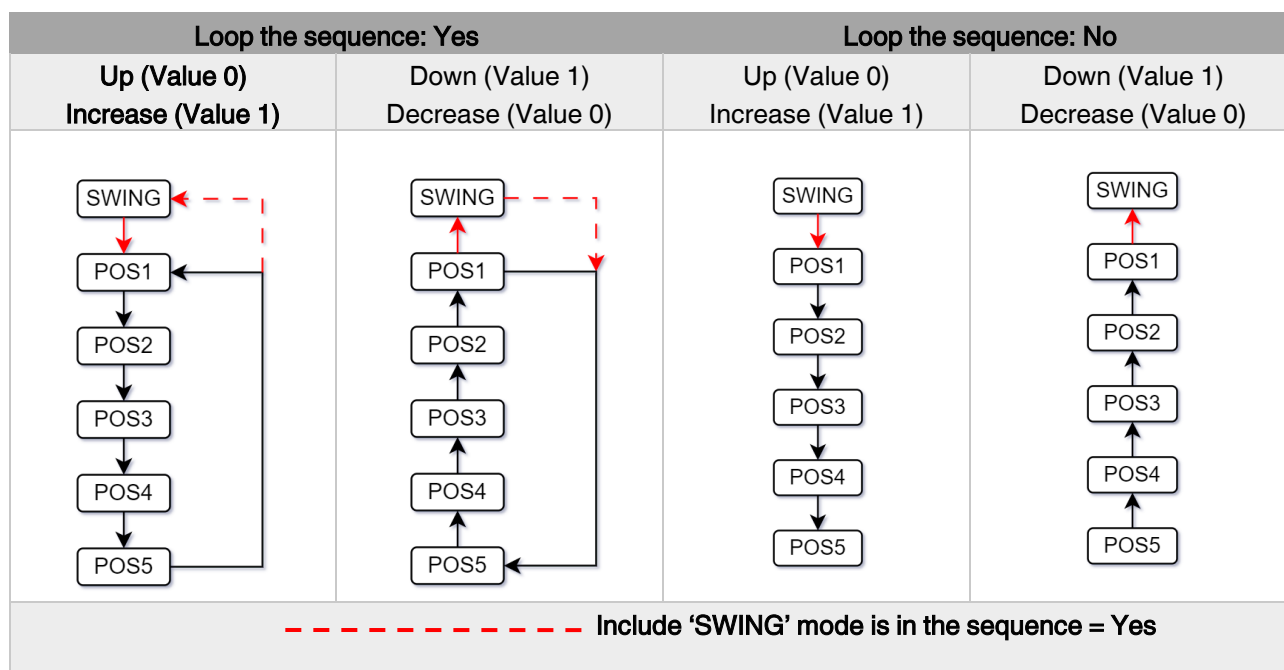 Loop the sequence: Yes
Loop the sequence: No
Up (Value 0)
Increase (Value 1)
Down (Value 1)
Decrease (Value 0)
Up (Value 0)
Increase (Value 1)
Down (Value 1)
Decrease (Value 0)
SWING
POS1
POS2
POS3
POS4
POS5
SWING
POS1
POS2
POS3
POS4
POS5
SWING
POS1
POS2
POS3
POS4
POS5
SWING
POS1
POS2
POS3
POS4
POS5
Include ‘SWING’ mode is in the sequence = Yes